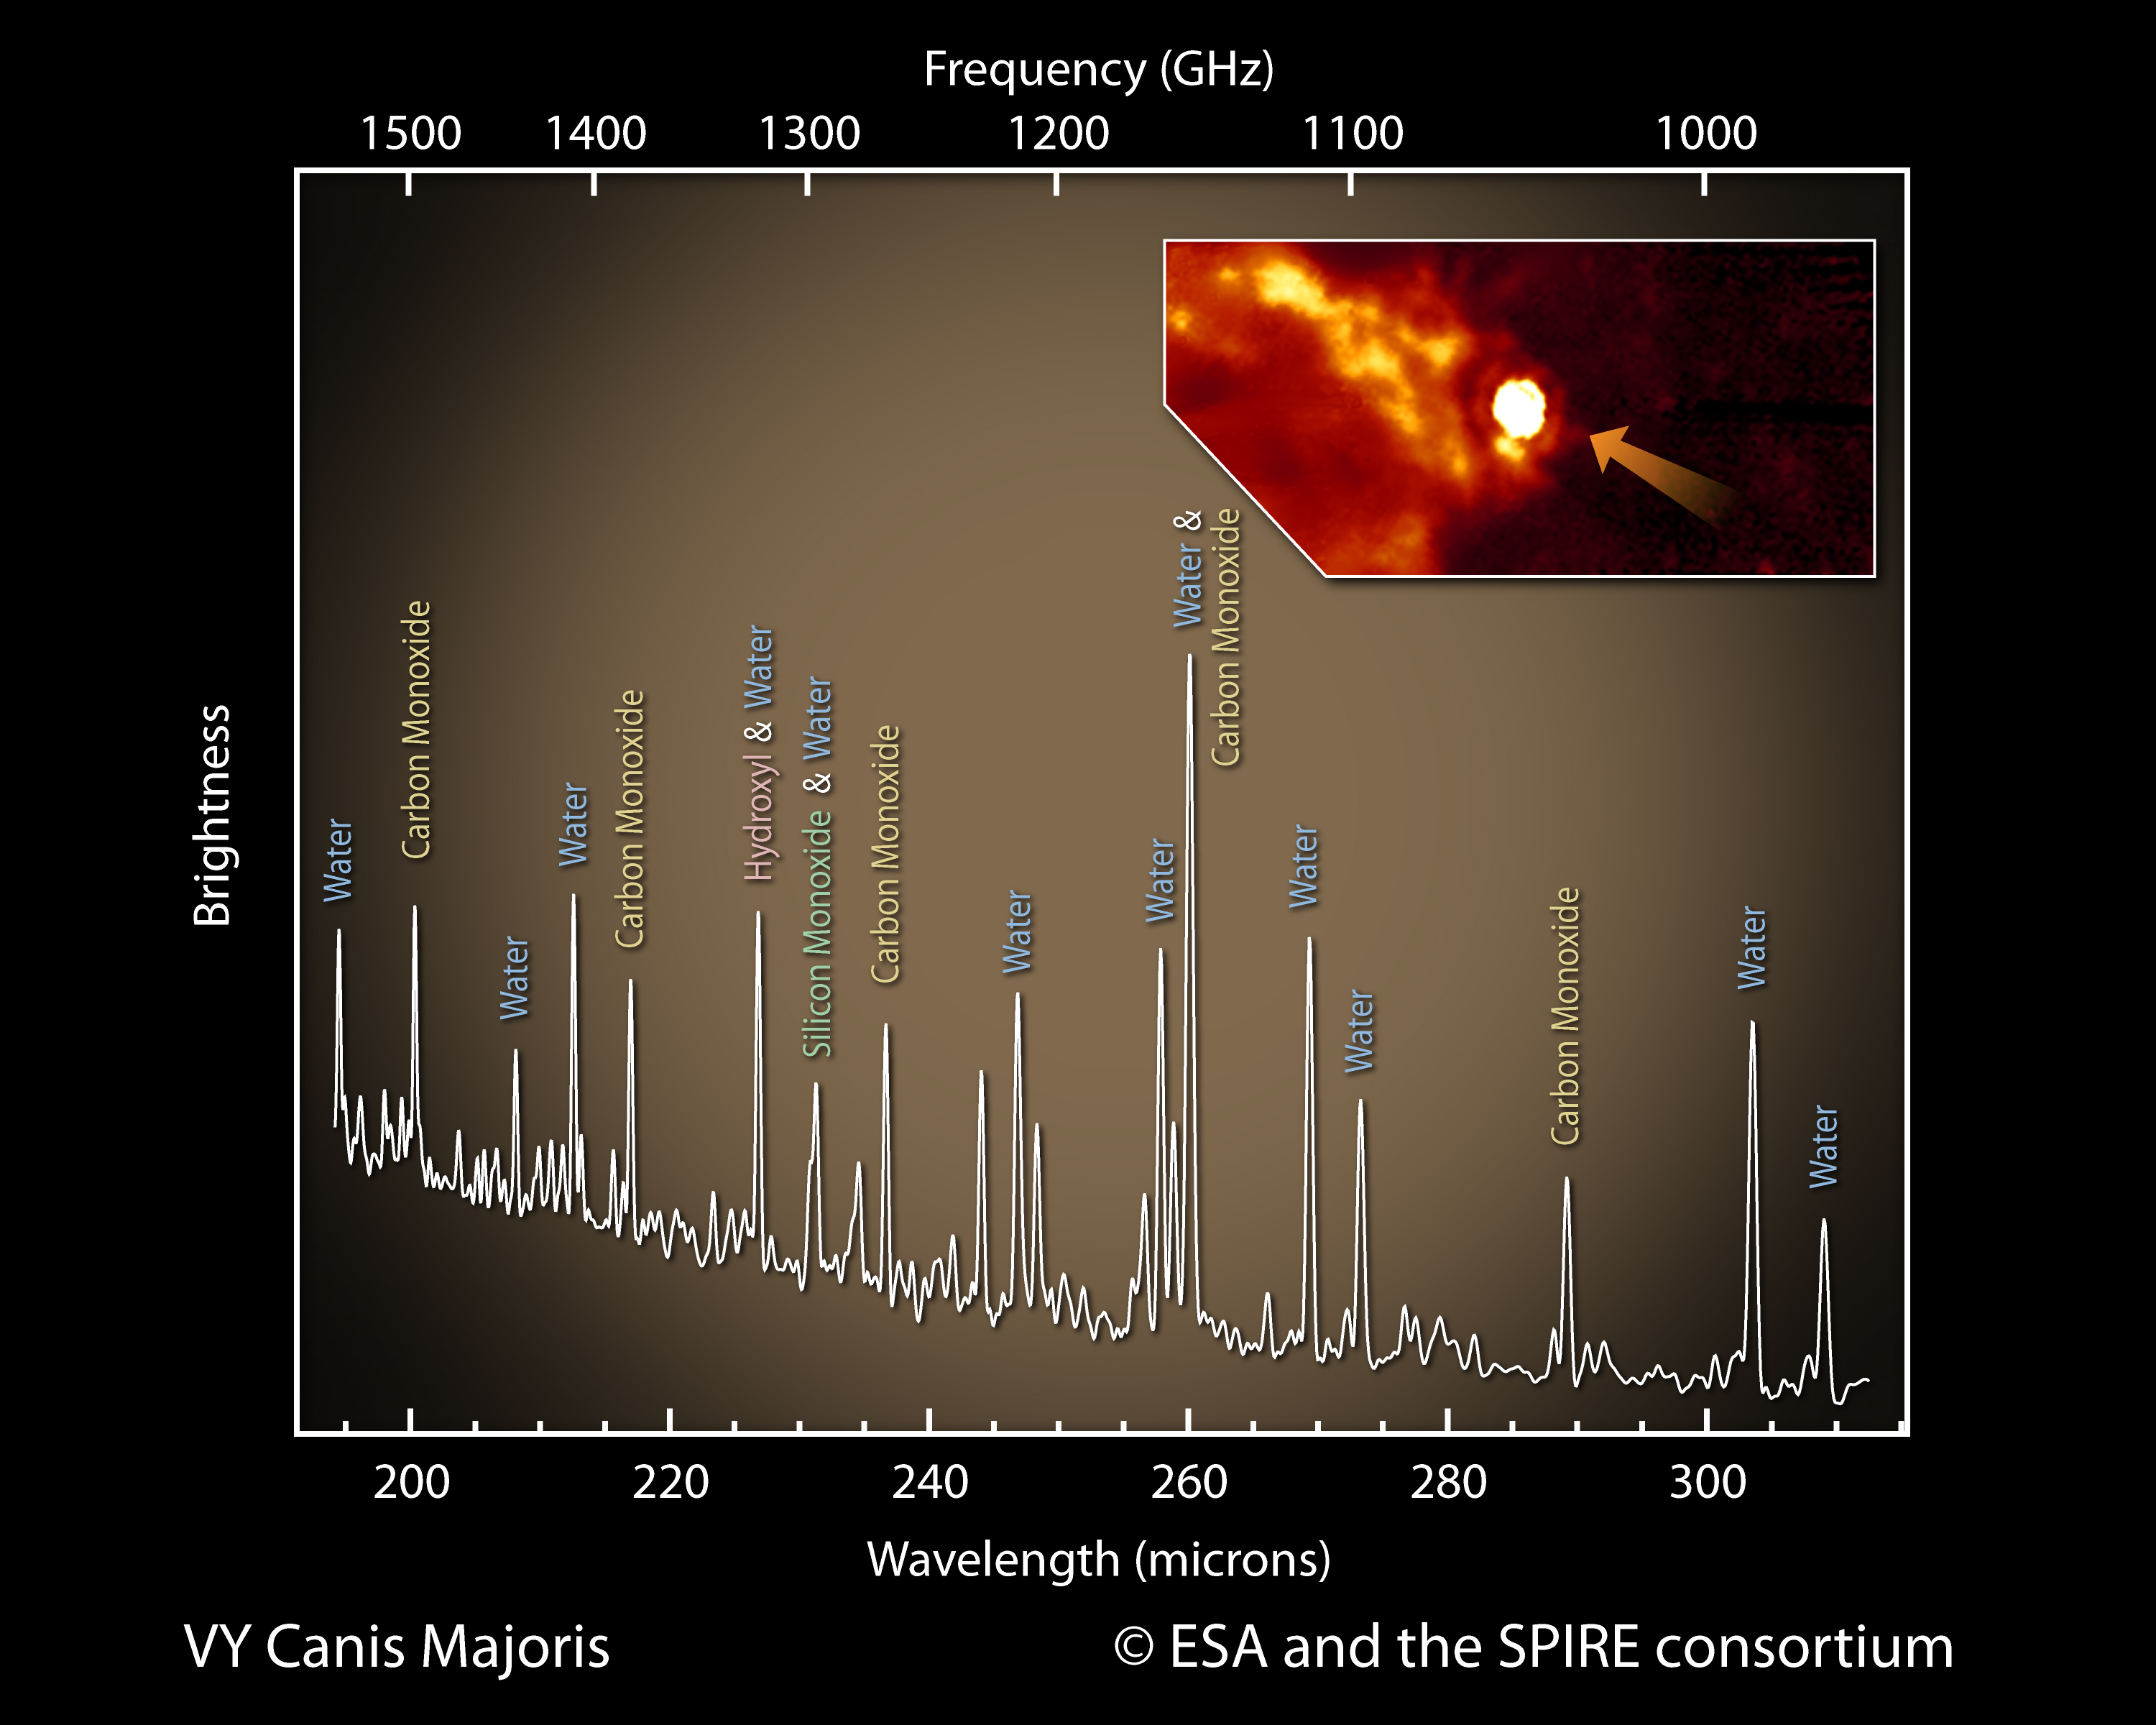 Frequency (GHz)
1500 1400 1300 1200 1100 1000
Brightness
Water
Carbon Monoxide
Water
Water
Carbon Monoxide
Hydroxyl & Water
Silicon Monoxide & Water
Carbon Monoxide
Water
Water
Water &
Carbon Monoxide
Water
Water
Carbon Monoxide
Water
Water
200 220 240 260 280 300
Wavelength (microns)
VY Canis Majoris
© ESA and the SPIRE consortium